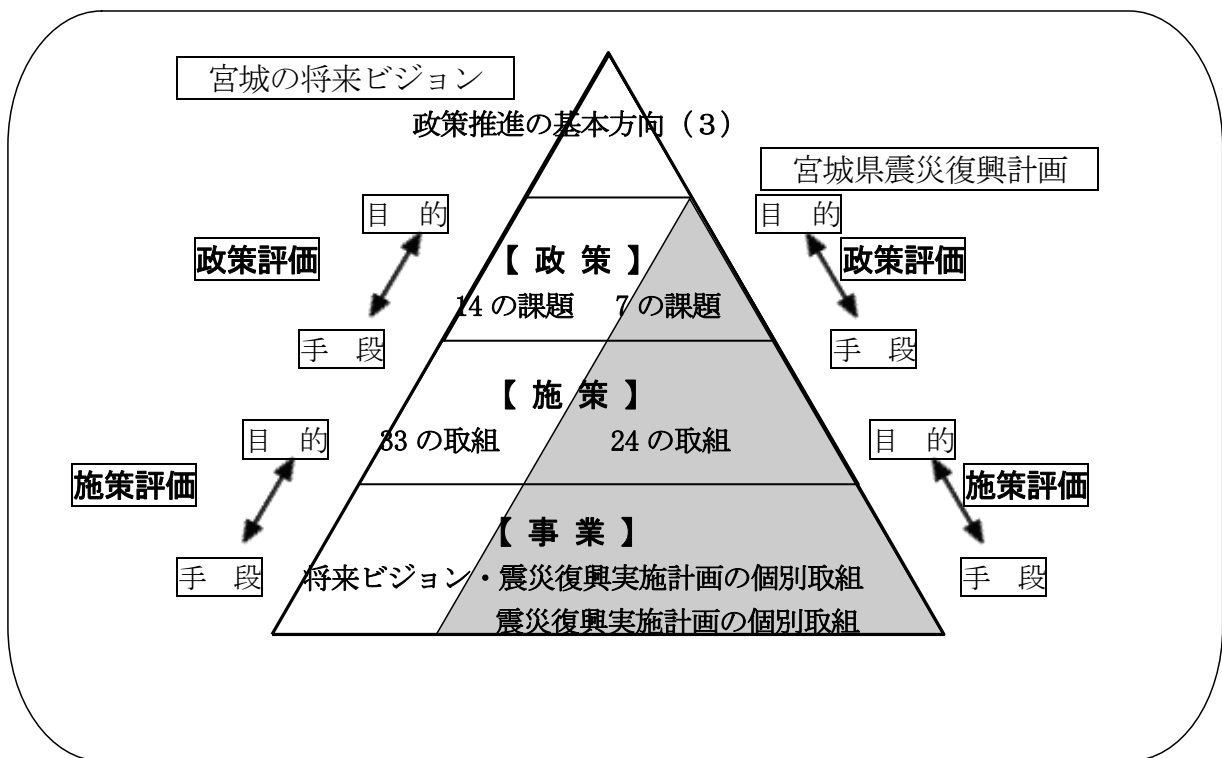 宮城の将来ビジョン
政策推進の基本方向（3）
宮城県震災復興計画
目　的
目　的
政策評価
【 政 策 】
政策評価
14 の課題
7 の課題
手　段
手　段
【 施 策 】
目　的
33 の取組
24 の取組
目　的
施策評価
施策評価
【 事 業 】
手　段
将来ビジョン・震災復興実施計画の個別取組
手　段
震災復興実施計画の個別取組